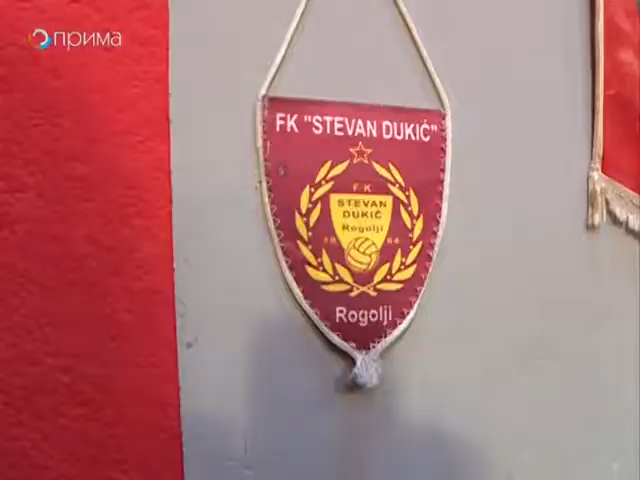 прима
FK "STEVAN DUKIĆ"
FK
STEVAN
DUKIĆ
Rogolji
Rogolji